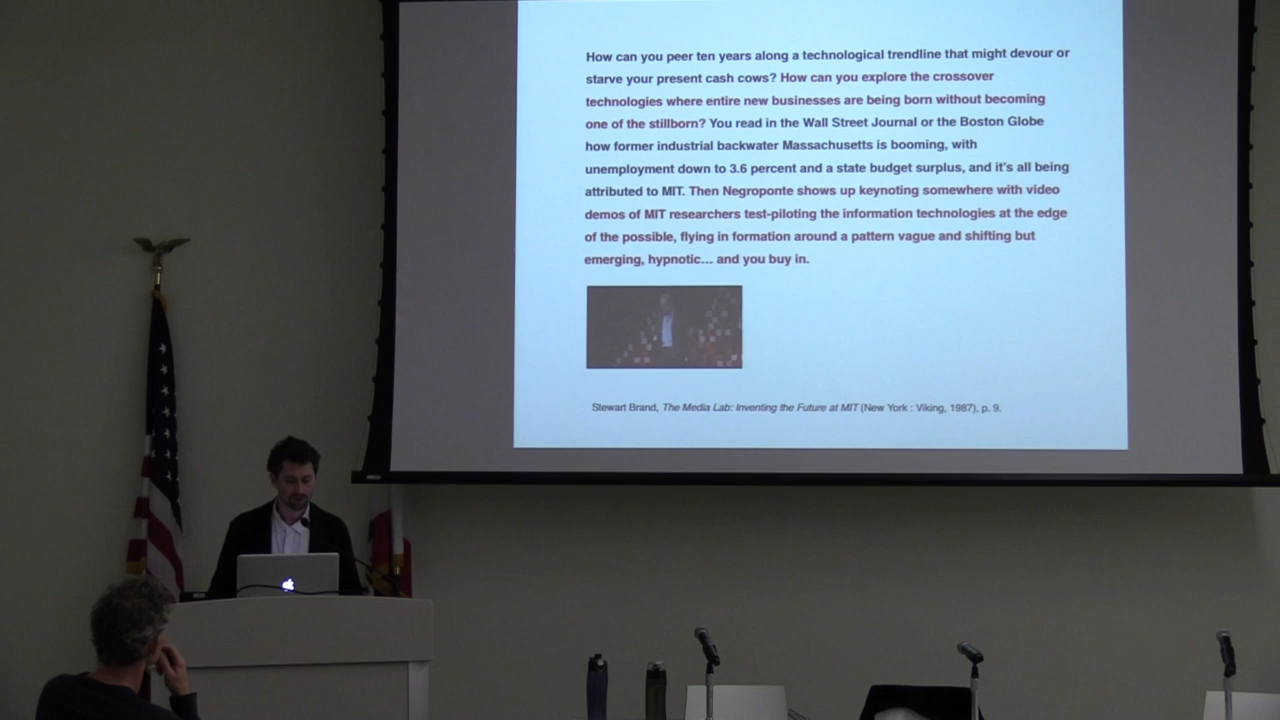 How can you peer ten years along a technological trendline that might devour or
starve your present cash cows? How can you explore the crossover
technologies where entire new businesses are being born without becoming
one of the stillborn? You read in the Wall Street Journal or the Boston Globe
how former industrial backwater Massachusetts is booming, with
unemployment down to 3.6 percent and a state budget surplus, and it's all being
attributed to MIT. Then Negroponte shows up keynoting somewhere with video
demos of MIT researchers test-piloting the information technologies at the edge
of the possible, flying in formation around a pattern vague and shifting but
emerging, hypnotic... and you buy in.
Stewart Brand, The Media Lab: Inventing the Future at MIT (New York : Viking, 1987), p. 9.